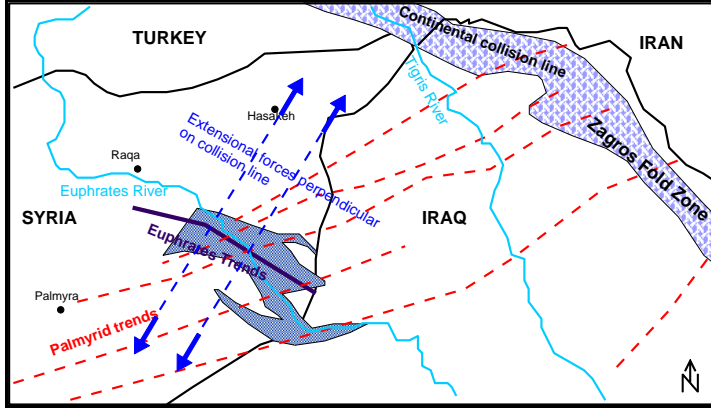 TURKEY
Continental collision line
IRAN
Tigris River
Hasakeh
Extensional forces perpendicular
on collision line
Raqa
Zagros Fold Zone
Euphrates River
SYRIA
IRAQ
Euphrates Trends
Palmyra
Palmyrid trends
N